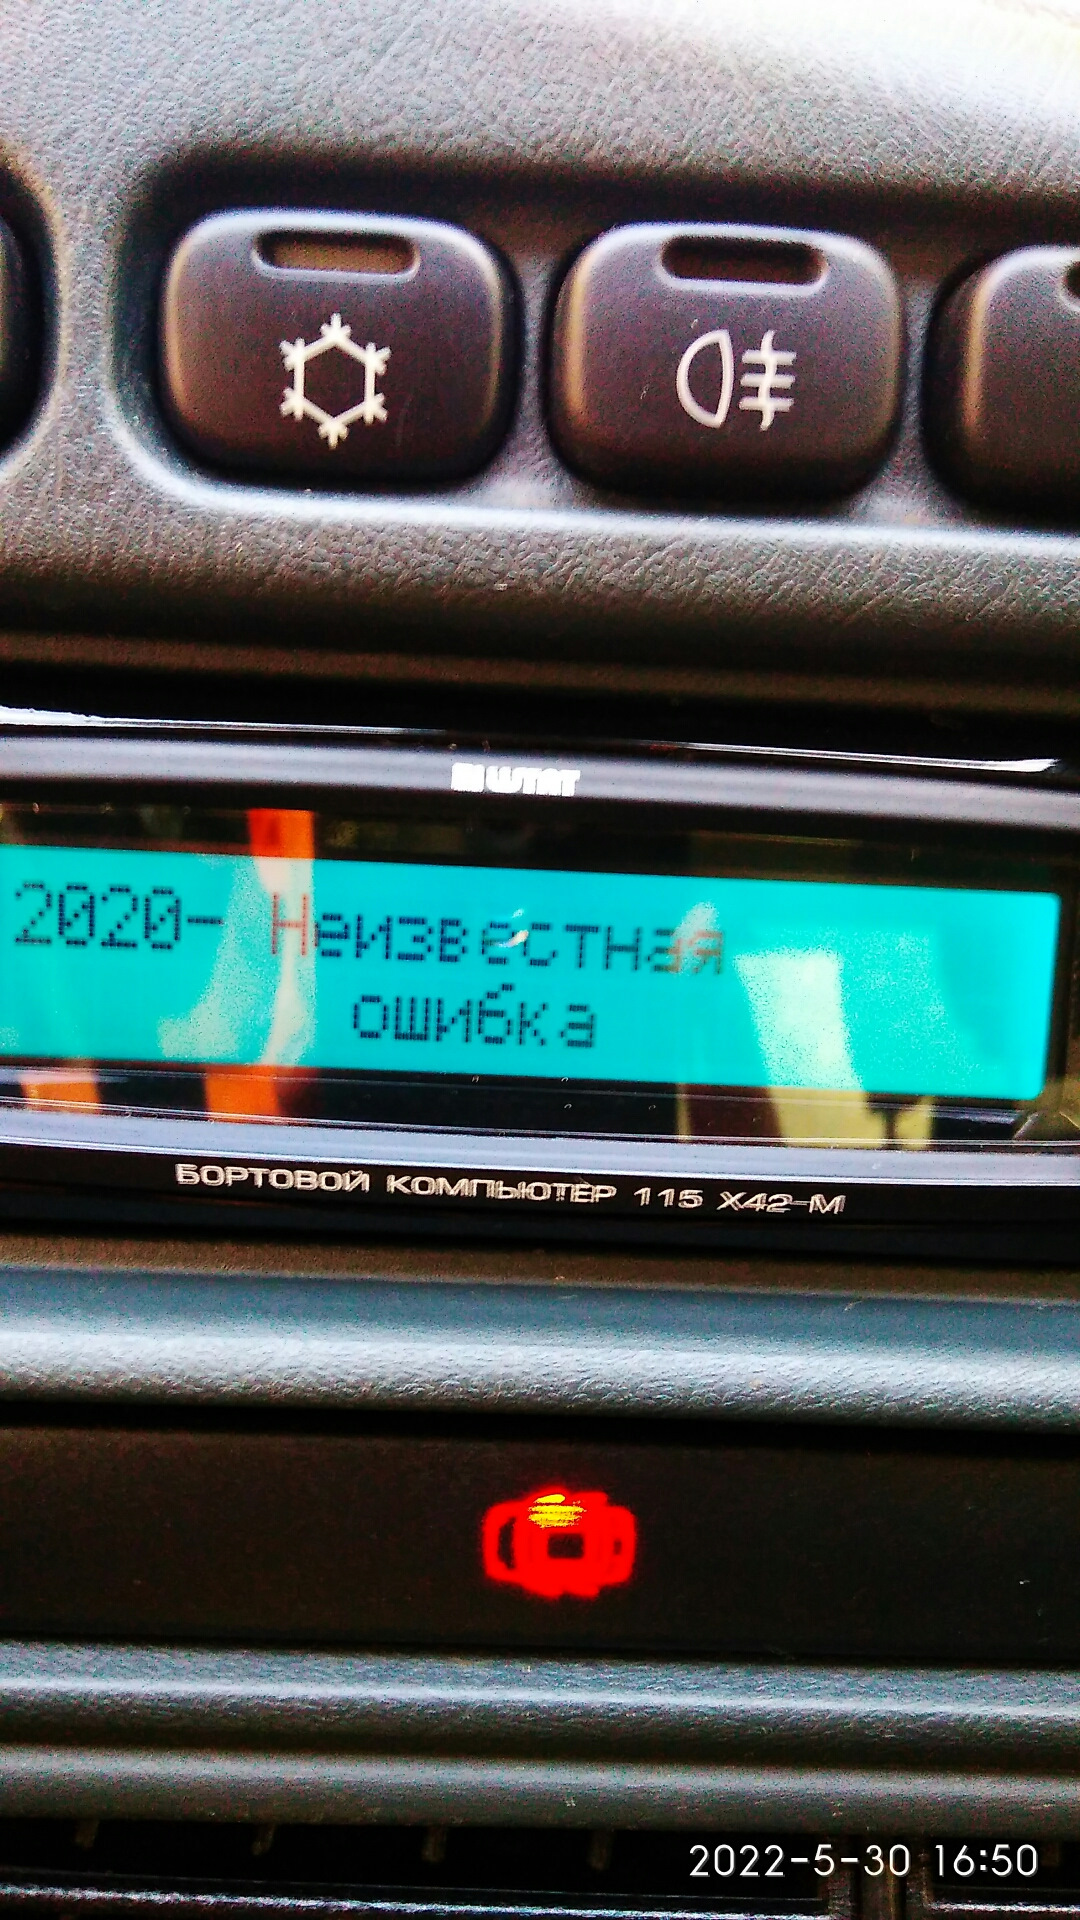 ШТАТ
2020- Неизвестная
ошибка
БОРТОВОЙ КОМПЬЮТЕР 115 X42-М
2022-5-30 16:50